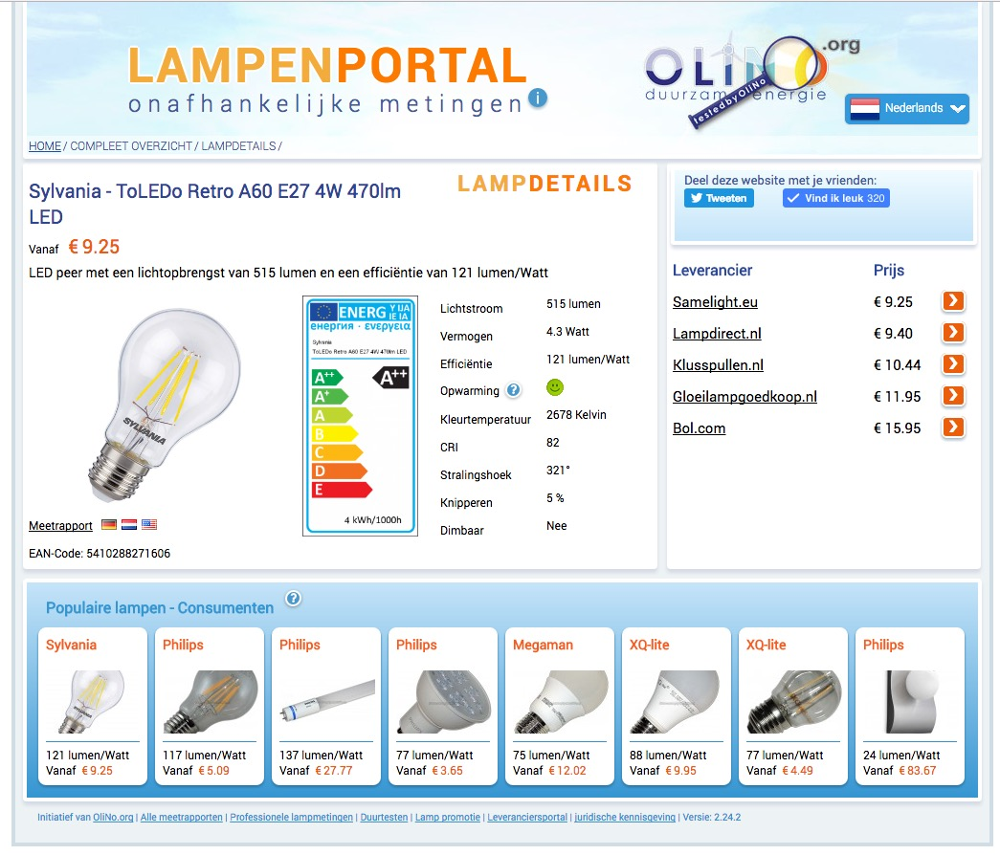 LAMPENPORTAL
onafhankelijke metingen i
OLiNO .org
duurzame energie
tested by OliNo
Nederlands
HOME / COMPLEET OVERZICHT / LAMPDETAILS /
Sylvania - ToLEDo Retro A60 E27 4W 470lm
LED
LAMPDETAILS
Vanaf € 9.25
LED peer met een lichtopbrengst van 515 lumen en een efficiëntie van 121 lumen/Watt
SYLVANIA
ENERG Y IJA
IE IA
енергия · ενεργεια
Sylvania
ToLEDo Retro A60 E27 4W 470lm LED
A++ A++
A+
A
B
C
D
E
4 kWh/1000h
Lichtstroom 515 lumen
Vermogen 4.3 Watt
Efficiëntie 121 lumen/Watt
Opwarming ?
Kleurtemperatuur 2678 Kelvin
CRI 82
Stralingshoek 321°
Knipperen 5 %
Dimbaar Nee
Meetrapport
EAN-Code: 5410288271606
Deel deze website met je vrienden:
Tweeten Vind ik leuk 320
Leverancier Prijs
Samelight.eu € 9.25
Lampdirect.nl € 9.40
Klusspullen.nl € 10.44
Gloeilampgoedkoop.nl € 11.95
Bol.com € 15.95
Populaire lampen - Consumenten ?
Sylvania
121 lumen/Watt
Vanaf € 9.25
Philips
117 lumen/Watt
Vanaf € 5.09
Philips
137 lumen/Watt
Vanaf € 27.77
Philips
77 lumen/Watt
Vanaf € 3.65
Megaman
75 lumen/Watt
Vanaf € 12.02
XQ-lite
88 lumen/Watt
Vanaf € 9.95
XQ-lite
77 lumen/Watt
Vanaf € 4.49
Philips
24 lumen/Watt
Vanaf € 83.67
Initiatief van OliNo.org | Alle meetrapporten | Professionele lampmetingen | Duurtesten | Lamp promotie | Leveranciersportal | juridische kennisgeving | Versie: 2.24.2